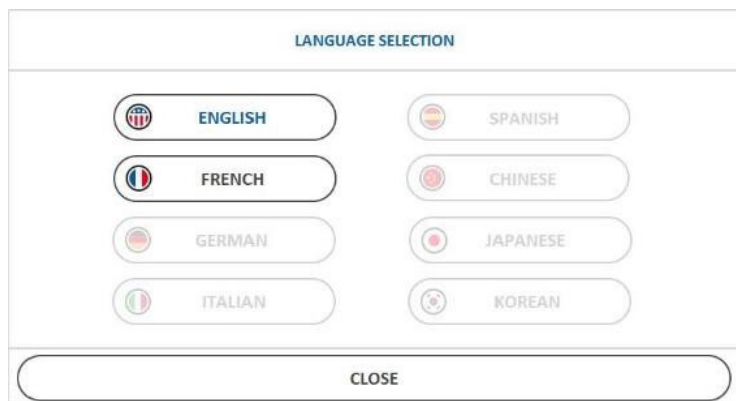 LANGUAGE SELECTION
ENGLISH
SPANISH
FRENCH
CHINESE
GERMAN
JAPANESE
ITALIAN
KOREAN
CLOSE